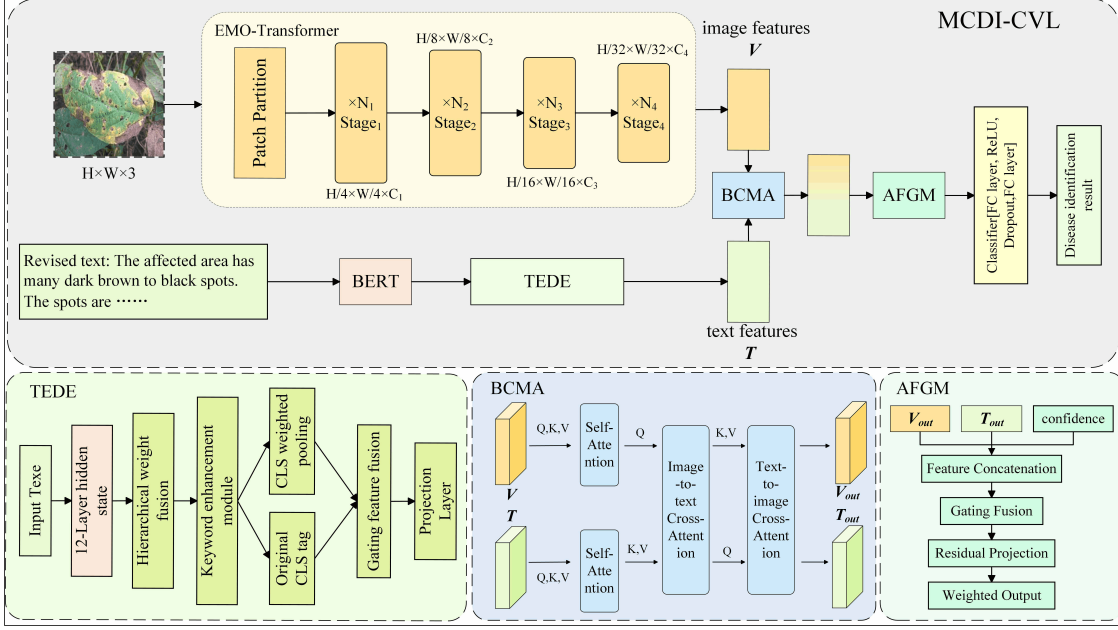 MCDI-CVL
EMO-Transformer
H×W×3
Patch Partition
×N1
Stage1
H/4×W/4×C1
H/8×W/8×C2
×N2
Stage2
×N3
Stage3
H/16×W/16×C3
H/32×W/32×C4
×N4
Stage4
image features
V
BCMA
AFGM
Classifier[FC layer, ReLU,
Dropout,FC layer]
Disease identification
result
Revised text: The affected area has
many dark brown to black spots.
The spots are ······
BERT
TEDE
text features
T
TEDE
Input Texe
12-Layer hidden
state
Hierarchical weight
fusion
Keyword enhancement
module
CLS weighted
pooling
Original
CLS tag
Gating feature fusion
Projection
Layer
BCMA
V
Q,K,V
Self-
Atte
ntion
Q
K,V
Vout
T
Q,K,V
Self-
Atte
ntion
K,V
Q
Tout
Image
-to-
text
Cross-
Attent
ion
Text-
to-
image
Cross-
Attent
ion
AFGM
Vout
Tout
confidence
Feature Concatenation
Gating Fusion
Residual Projection
Weighted Output